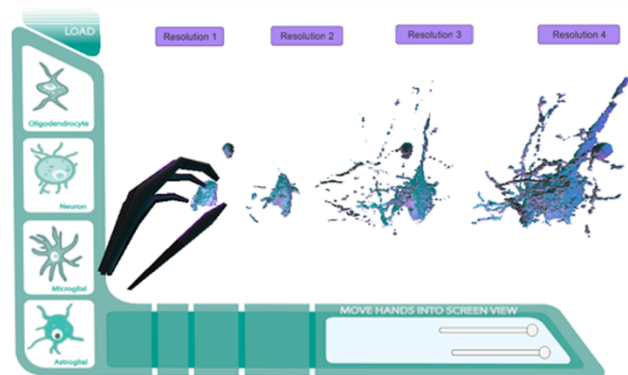 LOAD
Resolution 1
Resolution 2
Resolution 3
Resolution 4
Oligodendrocyte
Neuron
Microglial
Astroglial
MOVE HANDS INTO SCREEN VIEW